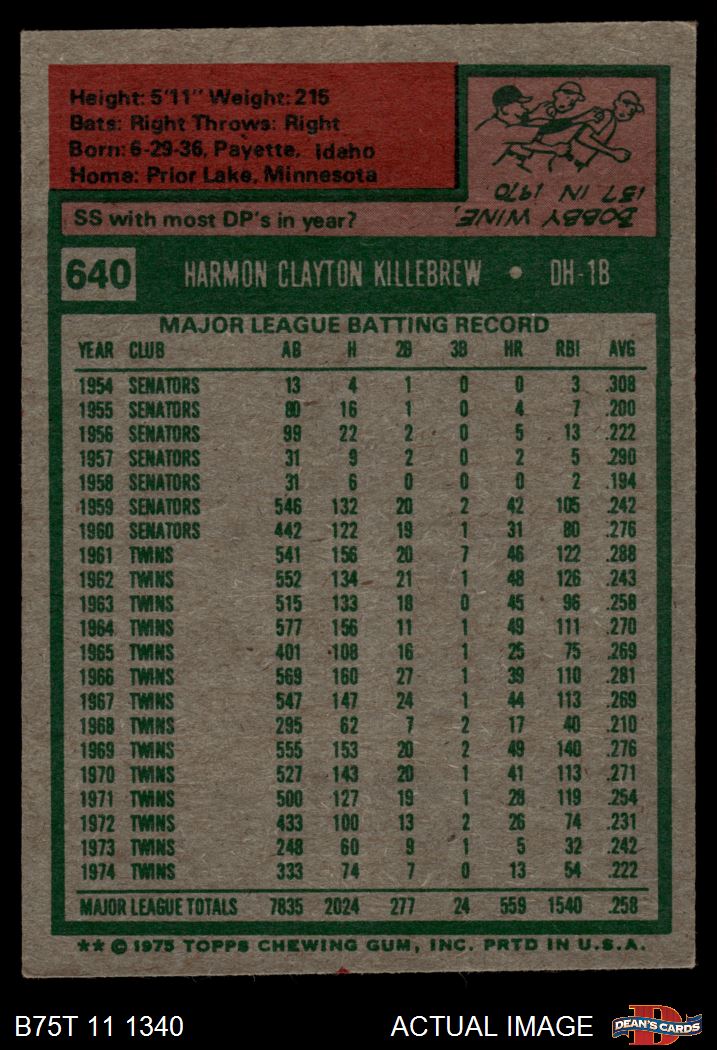 Height: 5'11" Weight: 215
Bats: Right Throws: Right
Born: 6-29-36, Payette, Idaho
Home: Prior Lake, Minnesota
SS with most DP's in year?
BOBBY WINE,
137 IN 1970.
640 HARMON CLAYTON KILLEBREW • DH-1B
MAJOR LEAGUE BATTING RECORD
YEAR CLUB AB H 2B 3B HR RBI AVG
1954 SENATORS 13 4 1 0 0 3 .308
1955 SENATORS 80 16 1 0 4 7 .200
1956 SENATORS 99 22 2 0 5 13 .222
1957 SENATORS 31 9 2 0 2 5 .290
1958 SENATORS 31 6 0 0 0 2 .194
1959 SENATORS 546 132 20 2 42 105 .242
1960 SENATORS 442 122 19 1 31 80 .276
1961 TWINS 541 156 20 7 46 122 .288
1962 TWINS 552 134 21 1 48 126 .243
1963 TWINS 515 133 18 0 45 96 .258
1964 TWINS 577 156 11 1 49 111 .270
1965 TWINS 401 108 16 1 25 75 .269
1966 TWINS 569 160 27 1 39 110 .281
1967 TWINS 547 147 24 1 44 113 .269
1968 TWINS 295 62 7 2 17 40 .210
1969 TWINS 555 153 20 2 49 140 .276
1970 TWINS 527 143 20 1 41 113 .271
1971 TWINS 500 127 19 1 28 119 .254
1972 TWINS 433 100 13 2 26 74 .231
1973 TWINS 248 60 9 1 5 32 .242
1974 TWINS 333 74 7 0 13 54 .222
MAJOR LEAGUE TOTALS 7835 2024 277 24 559 1540 .258
** © 1975 TOPPS CHEWING GUM, INC. PRTD IN U.S.A.
B75T 11 1340 ACTUAL IMAGE DEAN'S CARDS